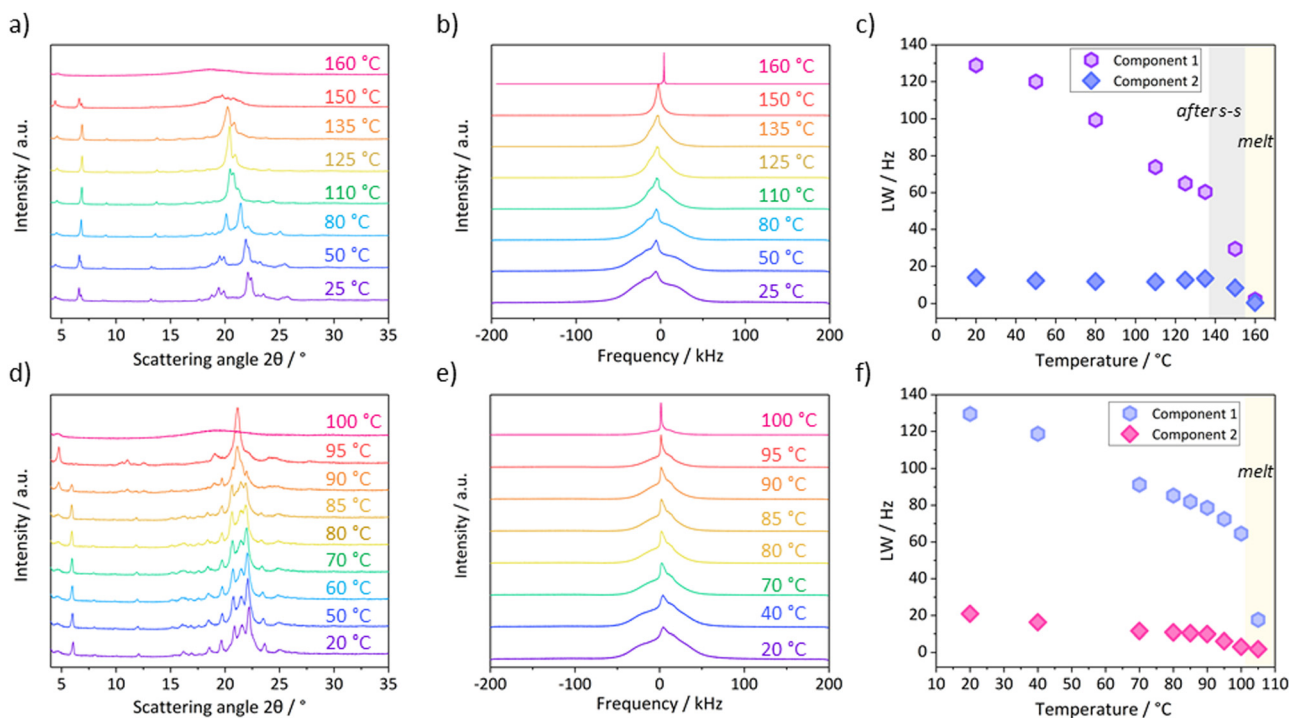 a)
Intensity / a.u.
160 °C
150 °C
135 °C
125 °C
110 °C
80 °C
50 °C
25 °C
5 10 15 20 25 30 35
Scattering angle 2θ / °
b)
Intensity / a.u.
160 °C
150 °C
135 °C
125 °C
110 °C
80 °C
50 °C
25 °C
-200 -100 0 100 200
Frequency / kHz
c)
LW / Hz
140
120
100
80
60
40
20
0
Component 1
Component 2
after s-s
melt
0 20 40 60 80 100 120 140 160
Temperature / °C
d)
Intensity / a.u.
100 °C
95 °C
90 °C
85 °C
80 °C
70 °C
60 °C
50 °C
20 °C
5 10 15 20 25 30 35
Scattering angle 2θ / °
e)
Intensity / a.u.
100 °C
95 °C
90 °C
85 °C
80 °C
70 °C
40 °C
20 °C
-200 -100 0 100 200
Frequency / kHz
f)
LW / Hz
140
120
100
80
60
40
20
0
Component 1
Component 2
melt
10 20 30 40 50 60 70 80 90 100 110
Temperature / °C